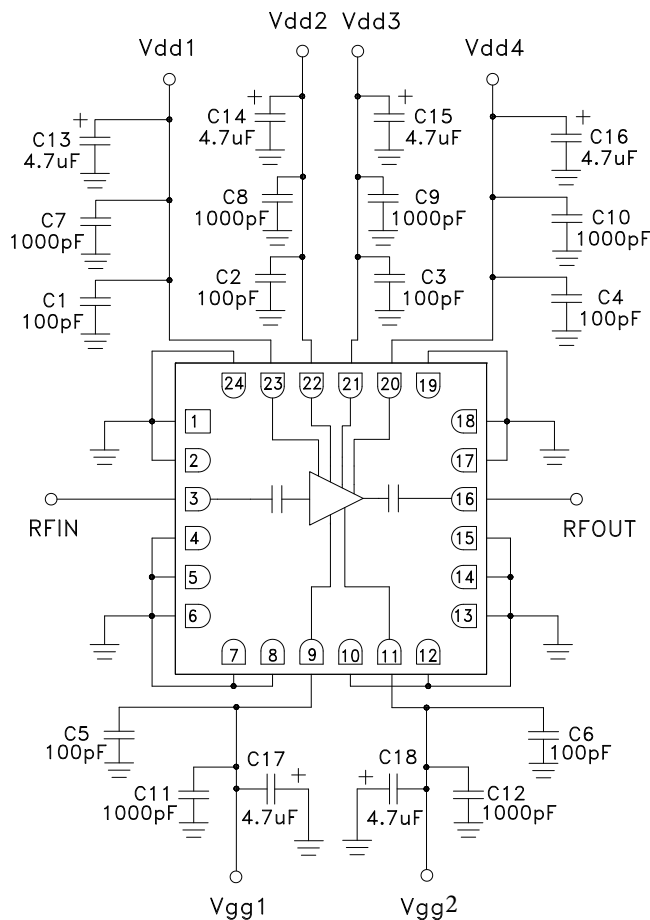 Vdd1
Vdd2
Vdd3
Vdd4
+
C13
4.7uF
+
C14
4.7uF
+
C15
4.7uF
+
C16
4.7uF
C7
1000pF
C8
1000pF
C9
1000pF
C10
1000pF
C1
100pF
C2
100pF
C3
100pF
C4
100pF
24
23
22
21
20
19
1
2
3
4
5
6
18
17
16
15
14
13
RFIN
RFOUT
7
8
9
10
11
12
C5
100pF
C17
+
4.7uF
C11
1000pF
C18
+
4.7uF
C6
100pF
C12
1000pF
Vgg1
Vgg2